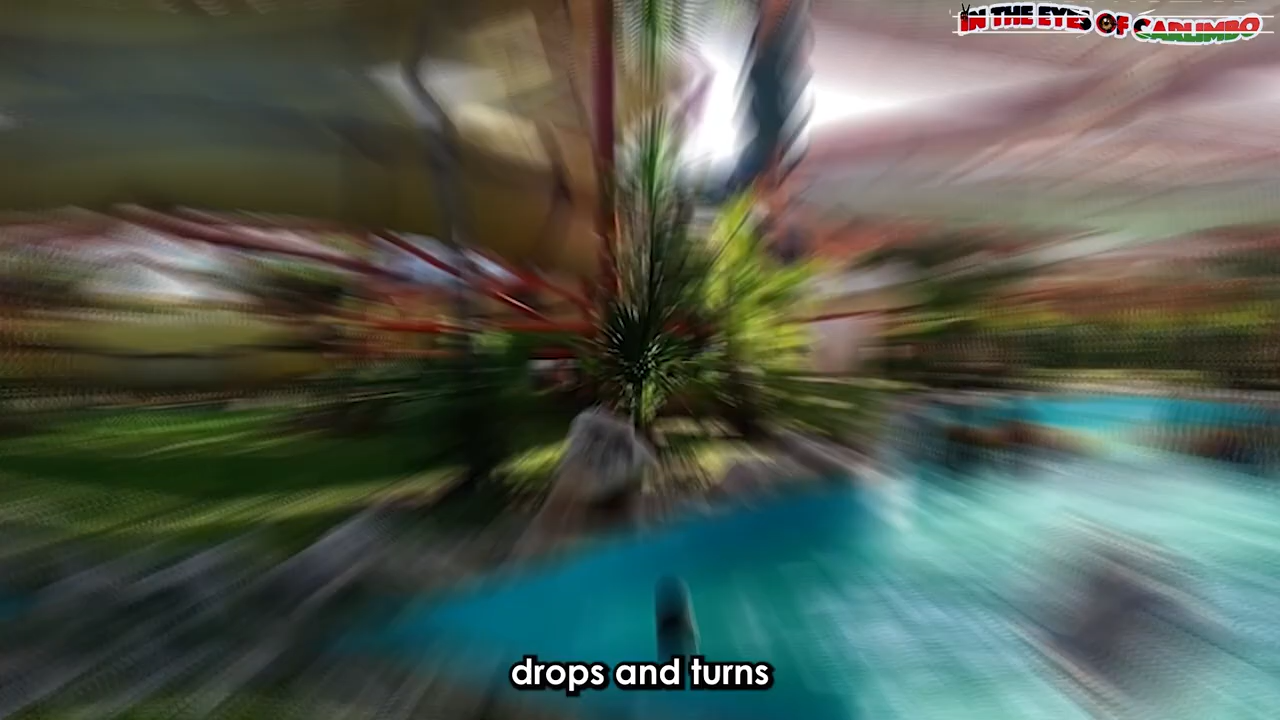 IN THE EYES OF CARLIMBO
drops and turns